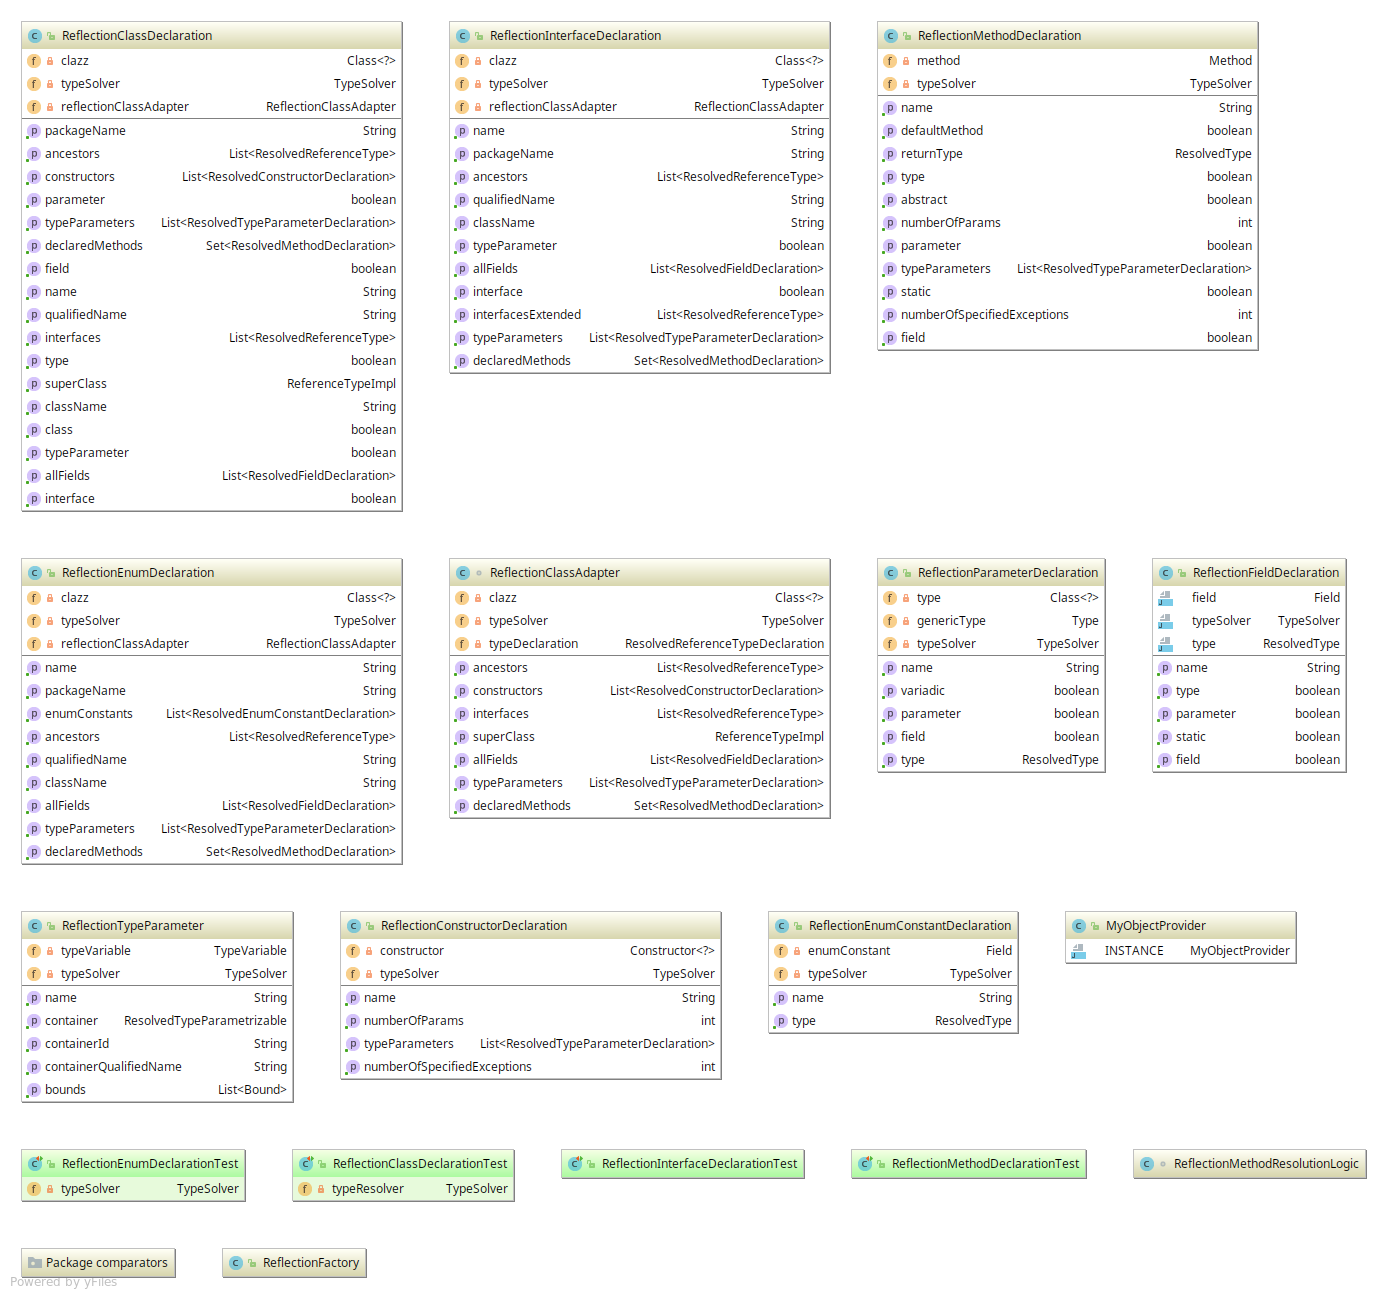 ReflectionClassDeclaration
clazz Class<?>
typeSolver TypeSolver
reflectionClassAdapter ReflectionClassAdapter
packageName String
ancestors List<ResolvedReferenceType>
constructors List<ResolvedConstructorDeclaration>
parameter boolean
typeParameters List<ResolvedTypeParameterDeclaration>
declaredMethods Set<ResolvedMethodDeclaration>
field boolean
name String
qualifiedName String
interfaces List<ResolvedReferenceType>
type boolean
superClass ReferenceTypeImpl
className String
class boolean
typeParameter boolean
allFields List<ResolvedFieldDeclaration>
interface boolean
ReflectionInterfaceDeclaration
clazz Class<?>
typeSolver TypeSolver
reflectionClassAdapter ReflectionClassAdapter
name String
packageName String
ancestors List<ResolvedReferenceType>
qualifiedName String
className String
typeParameter boolean
allFields List<ResolvedFieldDeclaration>
interface boolean
interfacesExtended List<ResolvedReferenceType>
typeParameters List<ResolvedTypeParameterDeclaration>
declaredMethods Set<ResolvedMethodDeclaration>
ReflectionMethodDeclaration
method Method
typeSolver TypeSolver
name String
defaultMethod boolean
returnType ResolvedType
type boolean
abstract boolean
numberOfParams int
parameter boolean
typeParameters List<ResolvedTypeParameterDeclaration>
static boolean
numberOfSpecifiedExceptions int
field boolean
ReflectionEnumDeclaration
clazz Class<?>
typeSolver TypeSolver
reflectionClassAdapter ReflectionClassAdapter
name String
packageName String
enumConstants List<ResolvedEnumConstantDeclaration>
ancestors List<ResolvedReferenceType>
qualifiedName String
className String
allFields List<ResolvedFieldDeclaration>
typeParameters List<ResolvedTypeParameterDeclaration>
declaredMethods Set<ResolvedMethodDeclaration>
ReflectionClassAdapter
clazz Class<?>
typeSolver TypeSolver
typeDeclaration ResolvedReferenceTypeDeclaration
ancestors List<ResolvedReferenceType>
constructors List<ResolvedConstructorDeclaration>
interfaces List<ResolvedReferenceType>
superClass ReferenceTypeImpl
allFields List<ResolvedFieldDeclaration>
typeParameters List<ResolvedTypeParameterDeclaration>
declaredMethods Set<ResolvedMethodDeclaration>
ReflectionParameterDeclaration
type Class<?>
genericType Type
typeSolver TypeSolver
name String
variadic boolean
parameter boolean
field boolean
type ResolvedType
ReflectionFieldDeclaration
field Field
typeSolver TypeSolver
type ResolvedType
name String
type boolean
parameter boolean
static boolean
field boolean
ReflectionTypeParameter
typeVariable TypeVariable
typeSolver TypeSolver
name String
container ResolvedTypeParametrizable
containerId String
containerQualifiedName String
bounds List<Bound>
ReflectionConstructorDeclaration
constructor Constructor<?>
typeSolver TypeSolver
name String
numberOfParams int
typeParameters List<ResolvedTypeParameterDeclaration>
numberOfSpecifiedExceptions int
ReflectionEnumConstantDeclaration
enumConstant Field
typeSolver TypeSolver
name String
type ResolvedType
MyObjectProvider
INSTANCE MyObjectProvider
ReflectionEnumDeclarationTest
typeSolver TypeSolver
ReflectionClassDeclarationTest
typeResolver TypeSolver
ReflectionInterfaceDeclarationTest
ReflectionMethodDeclarationTest
ReflectionMethodResolutionLogic
Package comparators
ReflectionFactory
Powered by yFiles